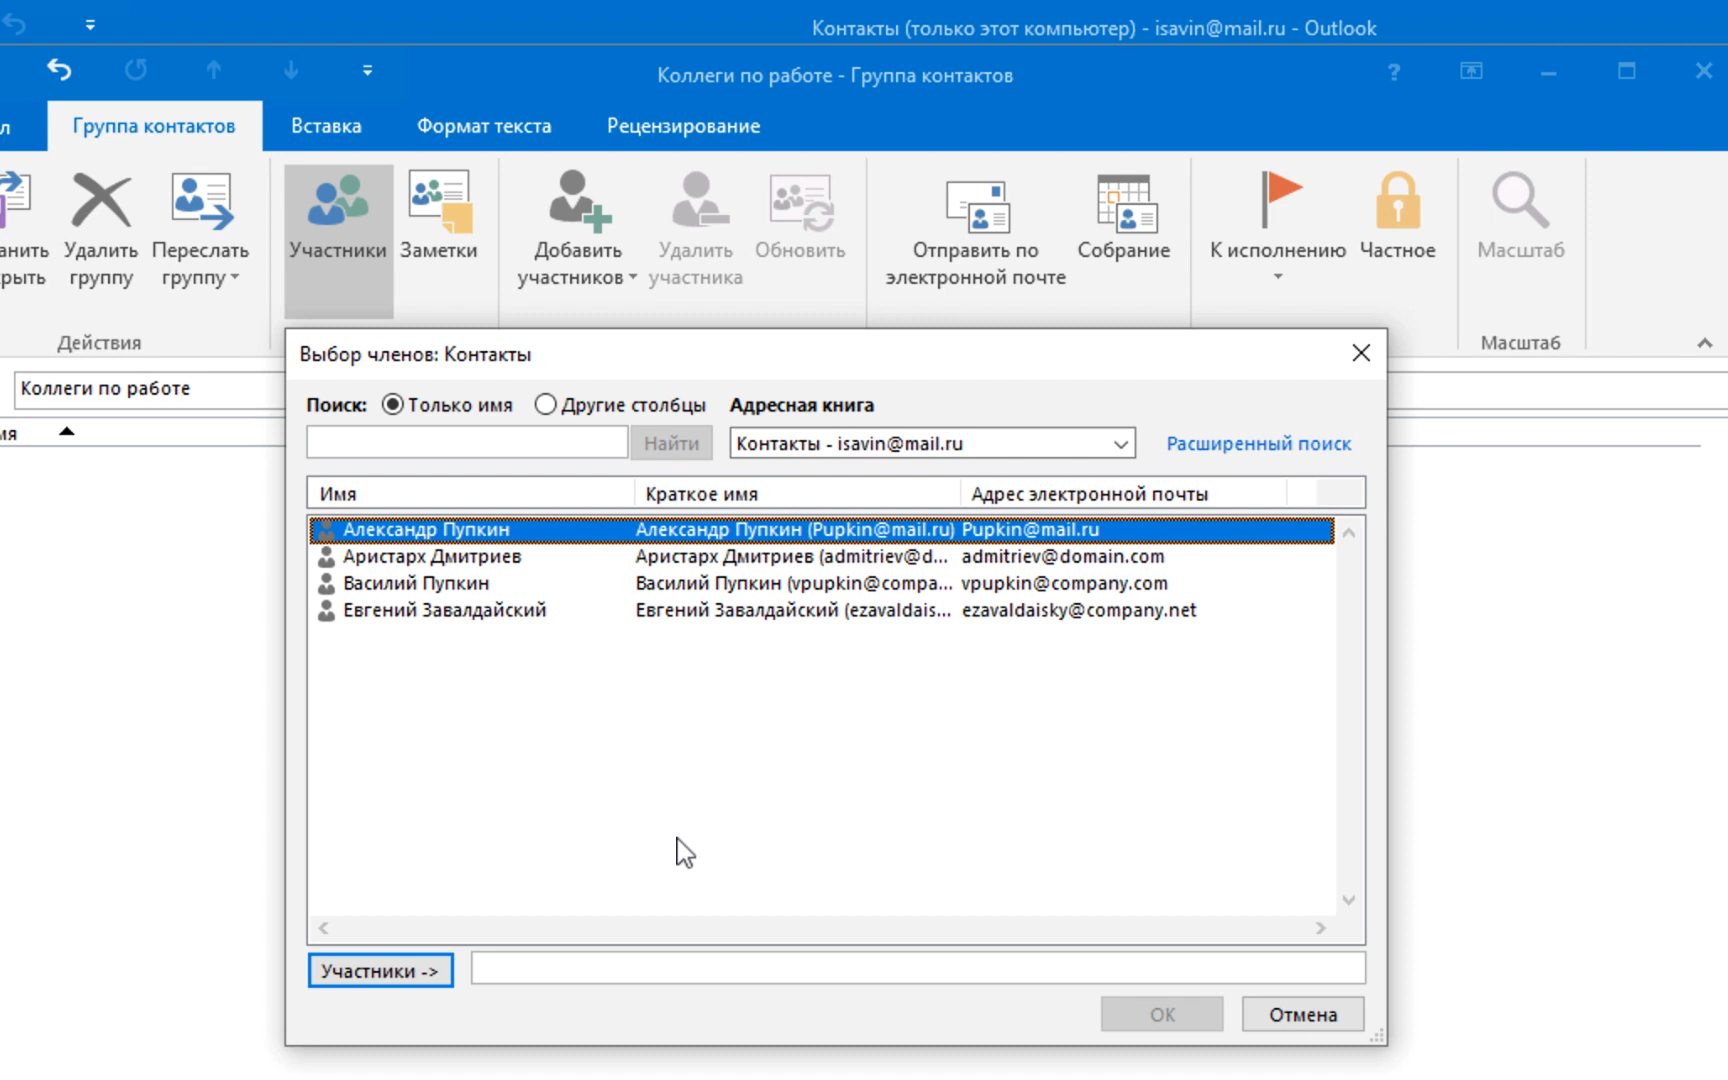 Контакты (только этот компьютер) - isavin@mail.ru - Outlook
Коллеги по работе - Группа контактов
Группа контактов Вставка Формат текста Рецензирование
Удалить группу
Переслать группу
Участники
Заметки
Добавить участников
Удалить участника
Обновить
Отправить по электронной почте
Собрание
К исполнению
Частное
Масштаб
Действия
Масштаб
Коллеги по работе
Выбор членов: Контакты
Поиск: Только имя Другие столбцы Адресная книга
Найти Контакты - isavin@mail.ru Расширенный поиск
Имя Краткое имя Адрес электронной почты
Александр Пупкин Александр Пупкин (Pupkin@mail.ru) Pupkin@mail.ru
Аристарх Дмитриев Аристарх Дмитриев (admitriev@d... admitriev@domain.com
Василий Пупкин Василий Пупкин (vpupkin@compa... vpupkin@company.com
Евгений Завалдайский Евгений Завалдайский (ezavaldais... ezavaldaisky@company.net
Участники ->
ОК Отмена